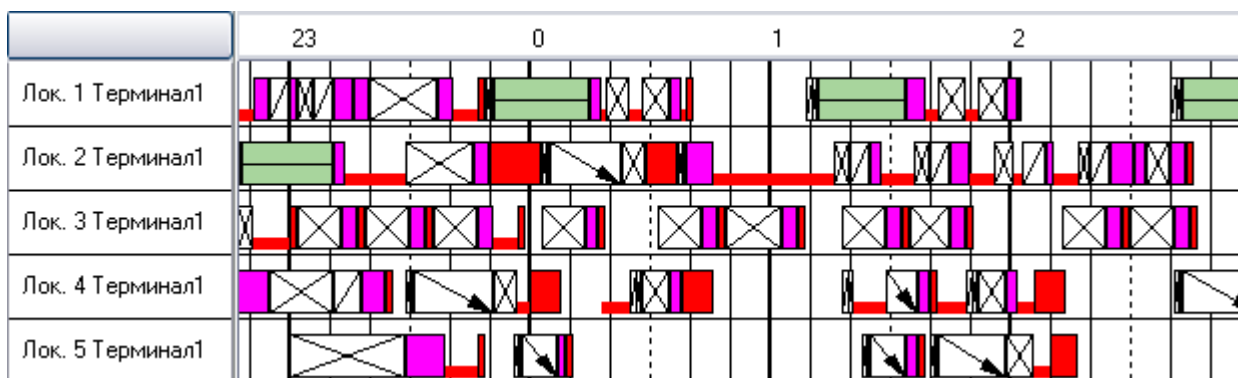 23 0 1 2
Лок. 1 Терминал1
Лок. 2 Терминал1
Лок. 3 Терминал1
Лок. 4 Терминал1
Лок. 5 Терминал1